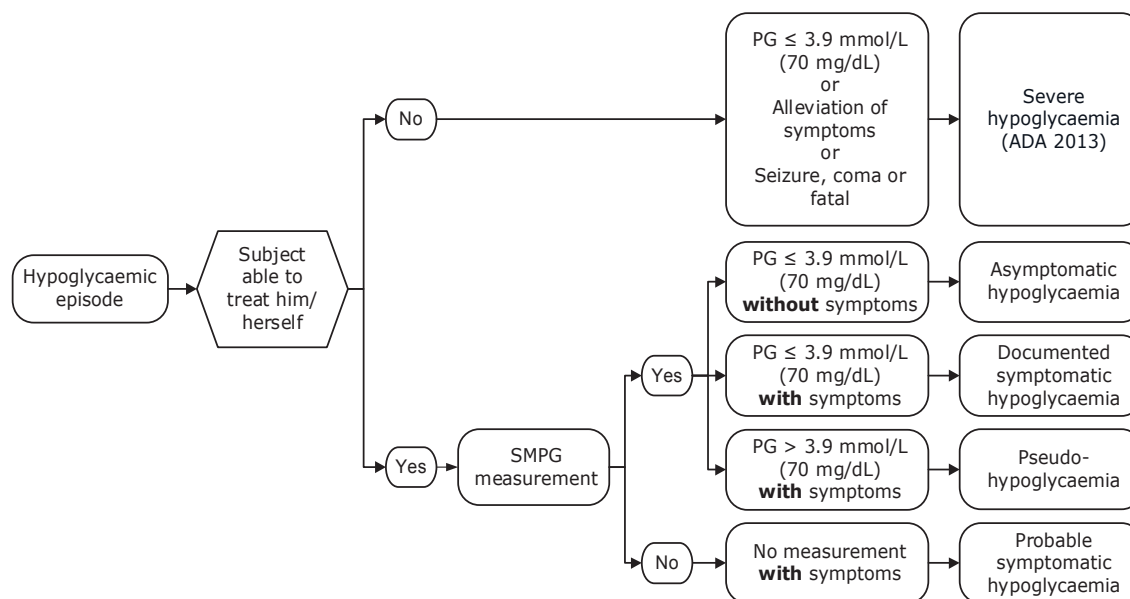 PG ≤ 3.9 mmol/L
(70 mg/dL)
or
Alleviation of
symptoms
or
Seizure, coma or
fatal
Severe
hypoglycaemia
(ADA 2013)
No
Hypoglycaemic
episode
Subject
able to
treat him/
herself
PG ≤ 3.9 mmol/L
(70 mg/dL)
without symptoms
Asymptomatic
hypoglycaemia
Yes
PG ≤ 3.9 mmol/L
(70 mg/dL)
with symptoms
Documented
symptomatic
hypoglycaemia
Yes
SMPG
measurement
PG > 3.9 mmol/L
(70 mg/dL)
with symptoms
Pseudo-
hypoglycaemia
No
No measurement
with symptoms
Probable
symptomatic
hypoglycaemia